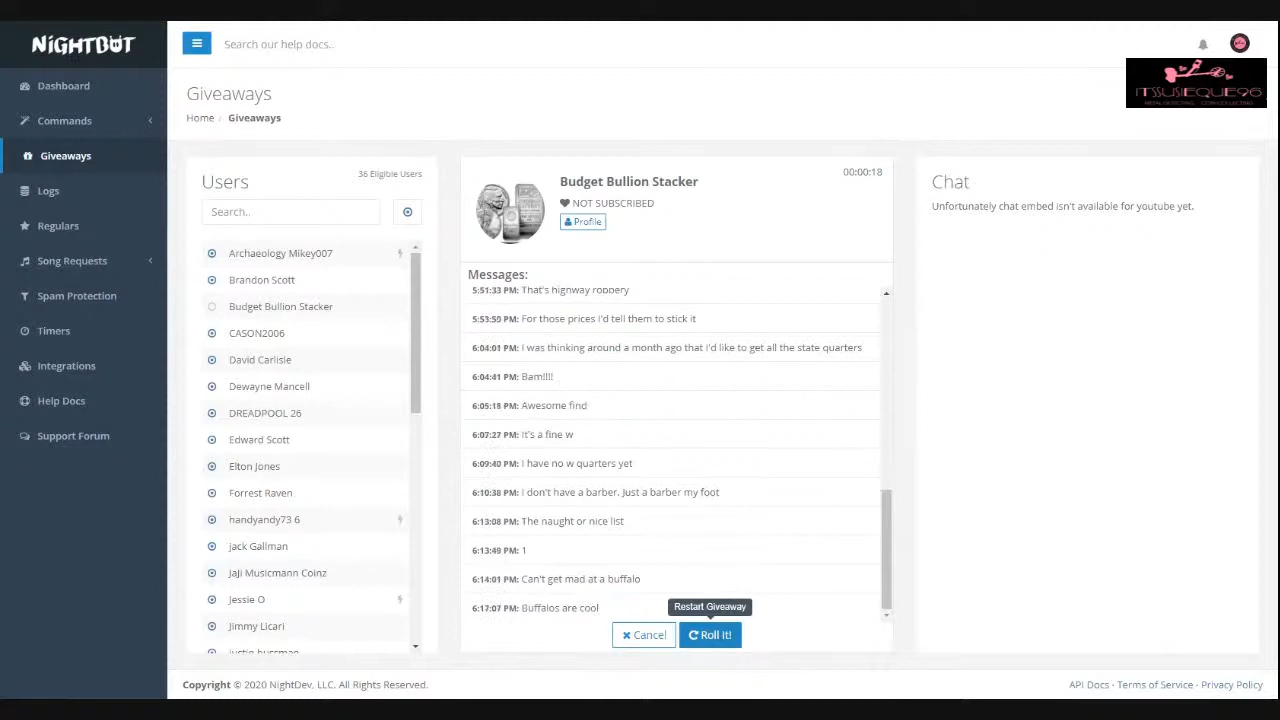 NiGHTBOT
Search our help docs..
ITSSUSIEQUE96
Dashboard
Commands
Giveaways
Logs
Regulars
Song Requests
Spam Protection
Timers
Integrations
Help Docs
Support Forum
Giveaways
Home / Giveaways
Users
36 Eligible Users
Search..
Archaeology Mikey007
Brandon Scott
Budget Bullion Stacker
CASON2006
David Carlisle
Dewayne Mancell
DREADPOOL 26
Edward Scott
Elton Jones
Forrest Raven
handyandy73 6
jack Gallman
JaJi Musicmann Coinz
Jessie O
Jimmy Licari
justin hussman
Budget Bullion Stacker
00:00:18
NOT SUBSCRIBED
Profile
Messages:
5:51:33 PM: That's highway robbery
5:53:59 PM: For those prices I'd tell them to stick it
6:04:01 PM: I was thinking around a month ago that I'd like to get all the state quarters
6:04:41 PM: Bam!!!!
6:05:18 PM: Awesome find
6:07:27 PM: It's a fine w
6:09:40 PM: I have no w quarters yet
6:10:38 PM: I don't have a barber. Just a barber my foot
6:13:08 PM: The naught or nice list
6:13:49 PM: 1
6:14:01 PM: Can't get mad at a buffalo
6:17:07 PM: Buffalos are cool
Restart Giveaway
Cancel
Roll It!
Chat
Unfortunately chat embed isn't available for youtube yet.
Copyright © 2020 NightDev, LLC. All Rights Reserved.
API Docs - Terms of Service - Privacy Policy